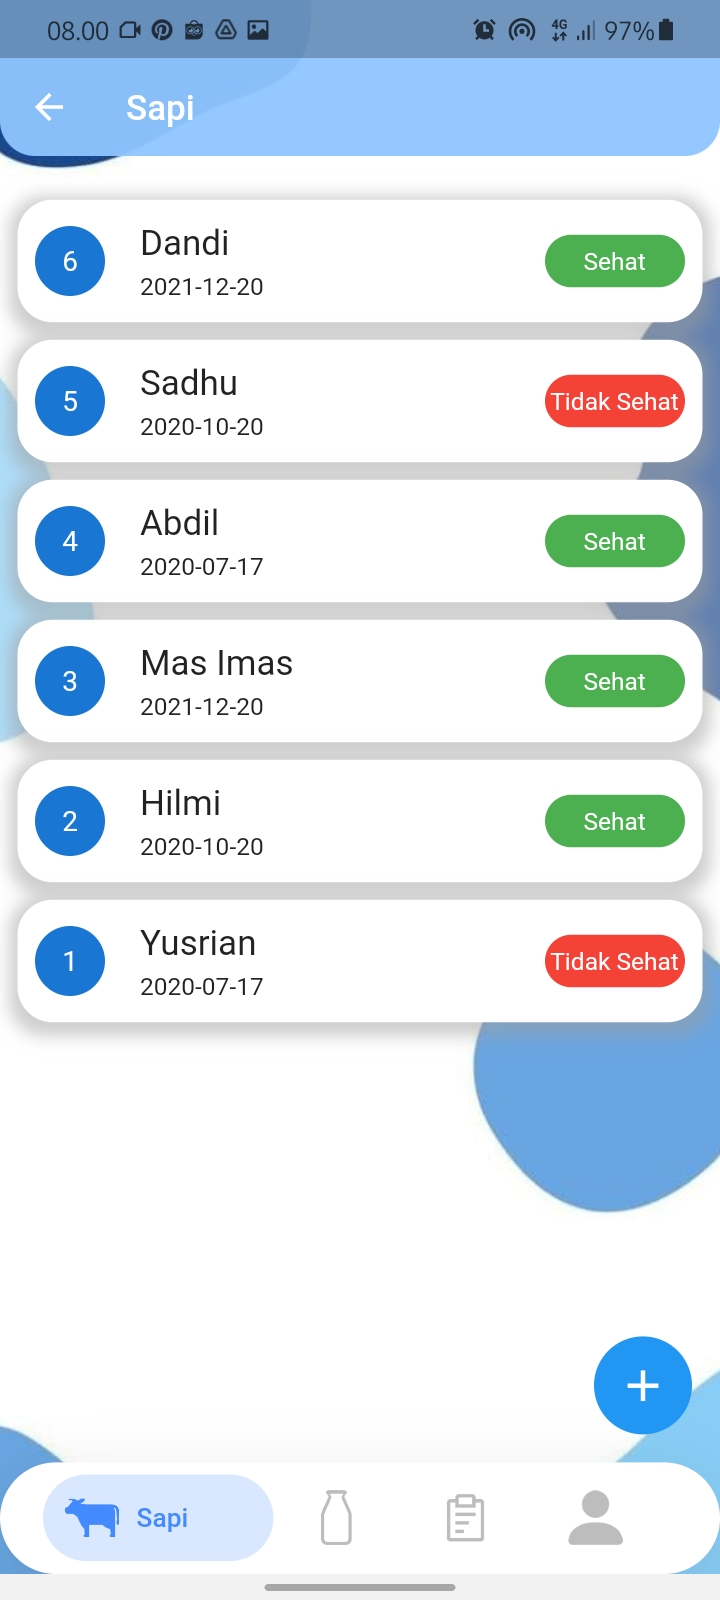 08.00 4G 97%
Sapi
6 Dandi Sehat
2021-12-20
5 Sadhu Tidak Sehat
2020-10-20
4 Abdil Sehat
2020-07-17
3 Mas Imas Sehat
2021-12-20
2 Hilmi Sehat
2020-10-20
1 Yusrian Tidak Sehat
2020-07-17
Sapi